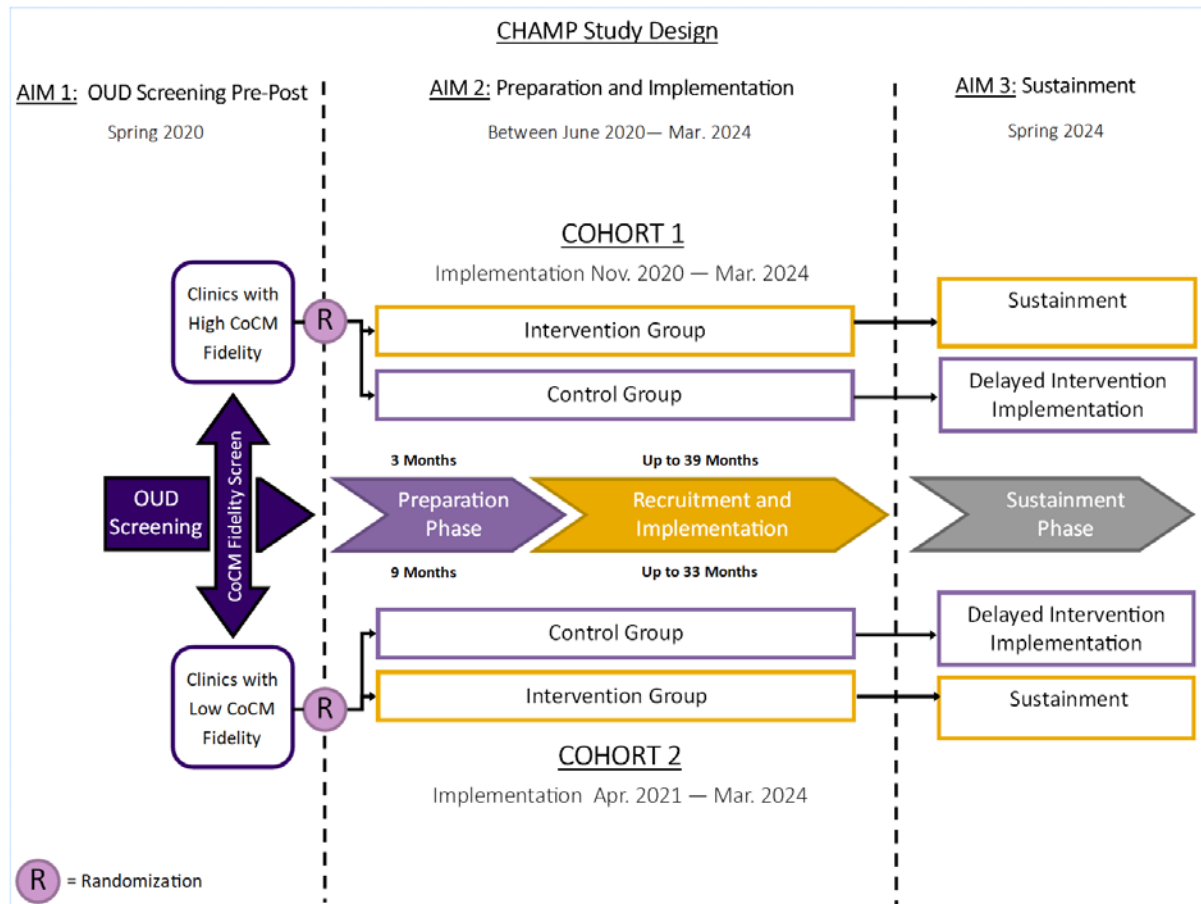 CHAMP Study Design
AIM 1: OUD Screening Pre-Post
Spring 2020
AIM 2: Preparation and Implementation
Between June 2020— Mar. 2024
AIM 3: Sustainment
Spring 2024
COHORT 1
Implementation Nov. 2020 — Mar. 2024
Clinics with
High CoCM
Fidelity
R
Intervention Group
Sustainment
Control Group
Delayed Intervention
Implementation
OUD
Screening
CoCM Fidelity Screen
3 Months
Up to 39 Months
Preparation
Phase
Recruitment and
Implementation
Sustainment
Phase
9 Months
Up to 33 Months
Clinics with
Low CoCM
Fidelity
R
Control Group
Delayed Intervention
Implementation
Intervention Group
Sustainment
COHORT 2
Implementation Apr. 2021 — Mar. 2024
R = Randomization